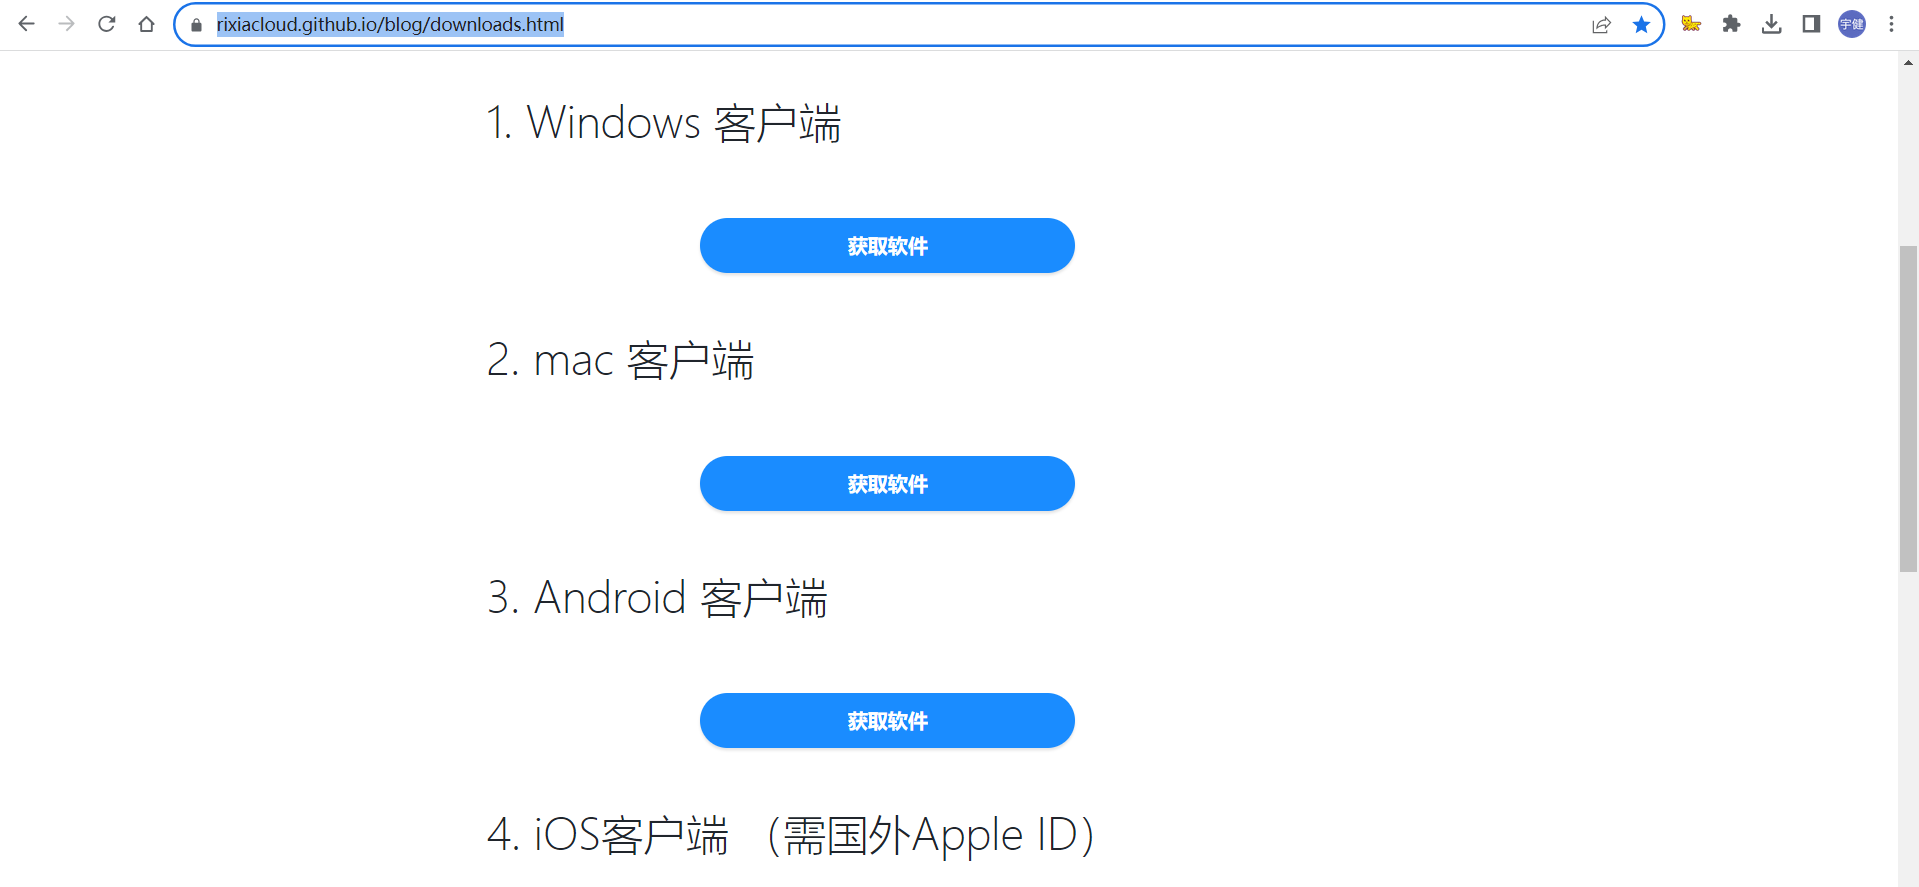 rixiacloud.github.io/blog/downloads.html
宇健
1. Windows 客户端
获取软件
2. mac 客户端
获取软件
3. Android 客户端
获取软件
4. iOS客户端 （需国外Apple ID）